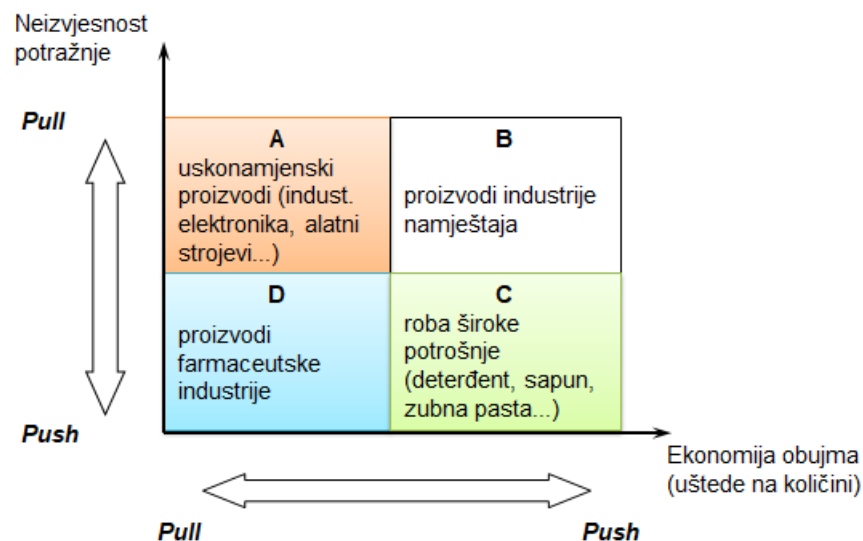 Neizvjesnost
potražnje
Pull
A
uskonamjenski
proizvodi (indust.
elektronika, alatni
strojevi...)
B
proizvodi industrije
namještaja
D
proizvodi
farmaceutske
industrije
C
roba široke
potrošnje
(deterđent, sapun,
zubna pasta...)
Push
Ekonomija obujma
(uštede na količini)
Pull
Push